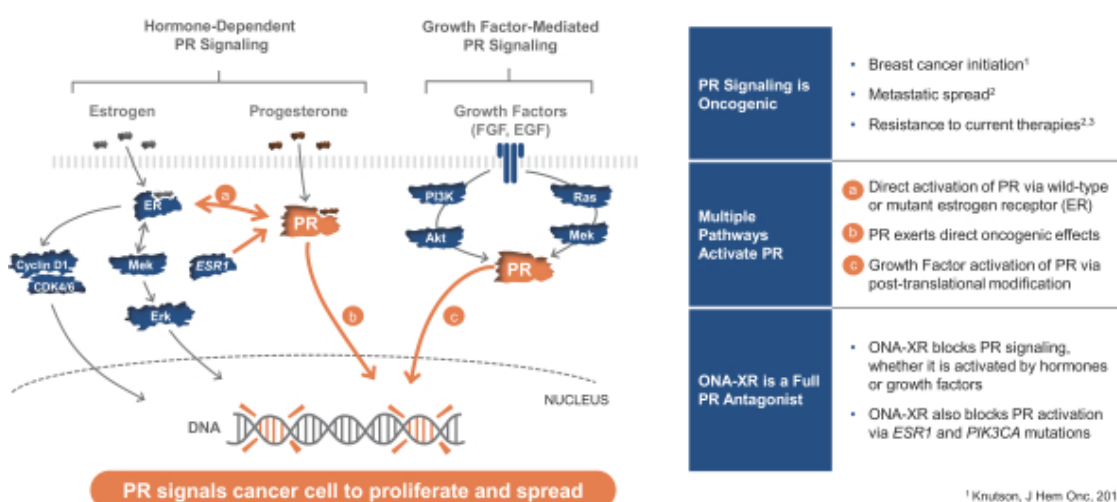 Hormone-Dependent
PR Signaling
Growth Factor-Mediated
PR Signaling
Estrogen
Progesterone
Growth Factors
(FGF, EGF)
ER
a
PR
PI3K
Ras
Akt
Mek
PR
Cyclin D1,
CDK4/6
Mek
ESR1
Erk
b
c
NUCLEUS
DNA
PR signals cancer cell to proliferate and spread
PR Signaling is
Oncogenic
• Breast cancer initiation¹
• Metastatic spread²
• Resistance to current therapies²,³
Multiple
Pathways
Activate PR
a Direct activation of PR via wild-type
or mutant estrogen receptor (ER)
b PR exerts direct oncogenic effects
c Growth Factor activation of PR via
post-translational modification
ONA-XR is a Full
PR Antagonist
• ONA-XR blocks PR signaling,
whether it is activated by hormones
or growth factors
• ONA-XR also blocks PR activation
via ESR1 and PIK3CA mutations
¹ Knutson, J Hem Onc, 201